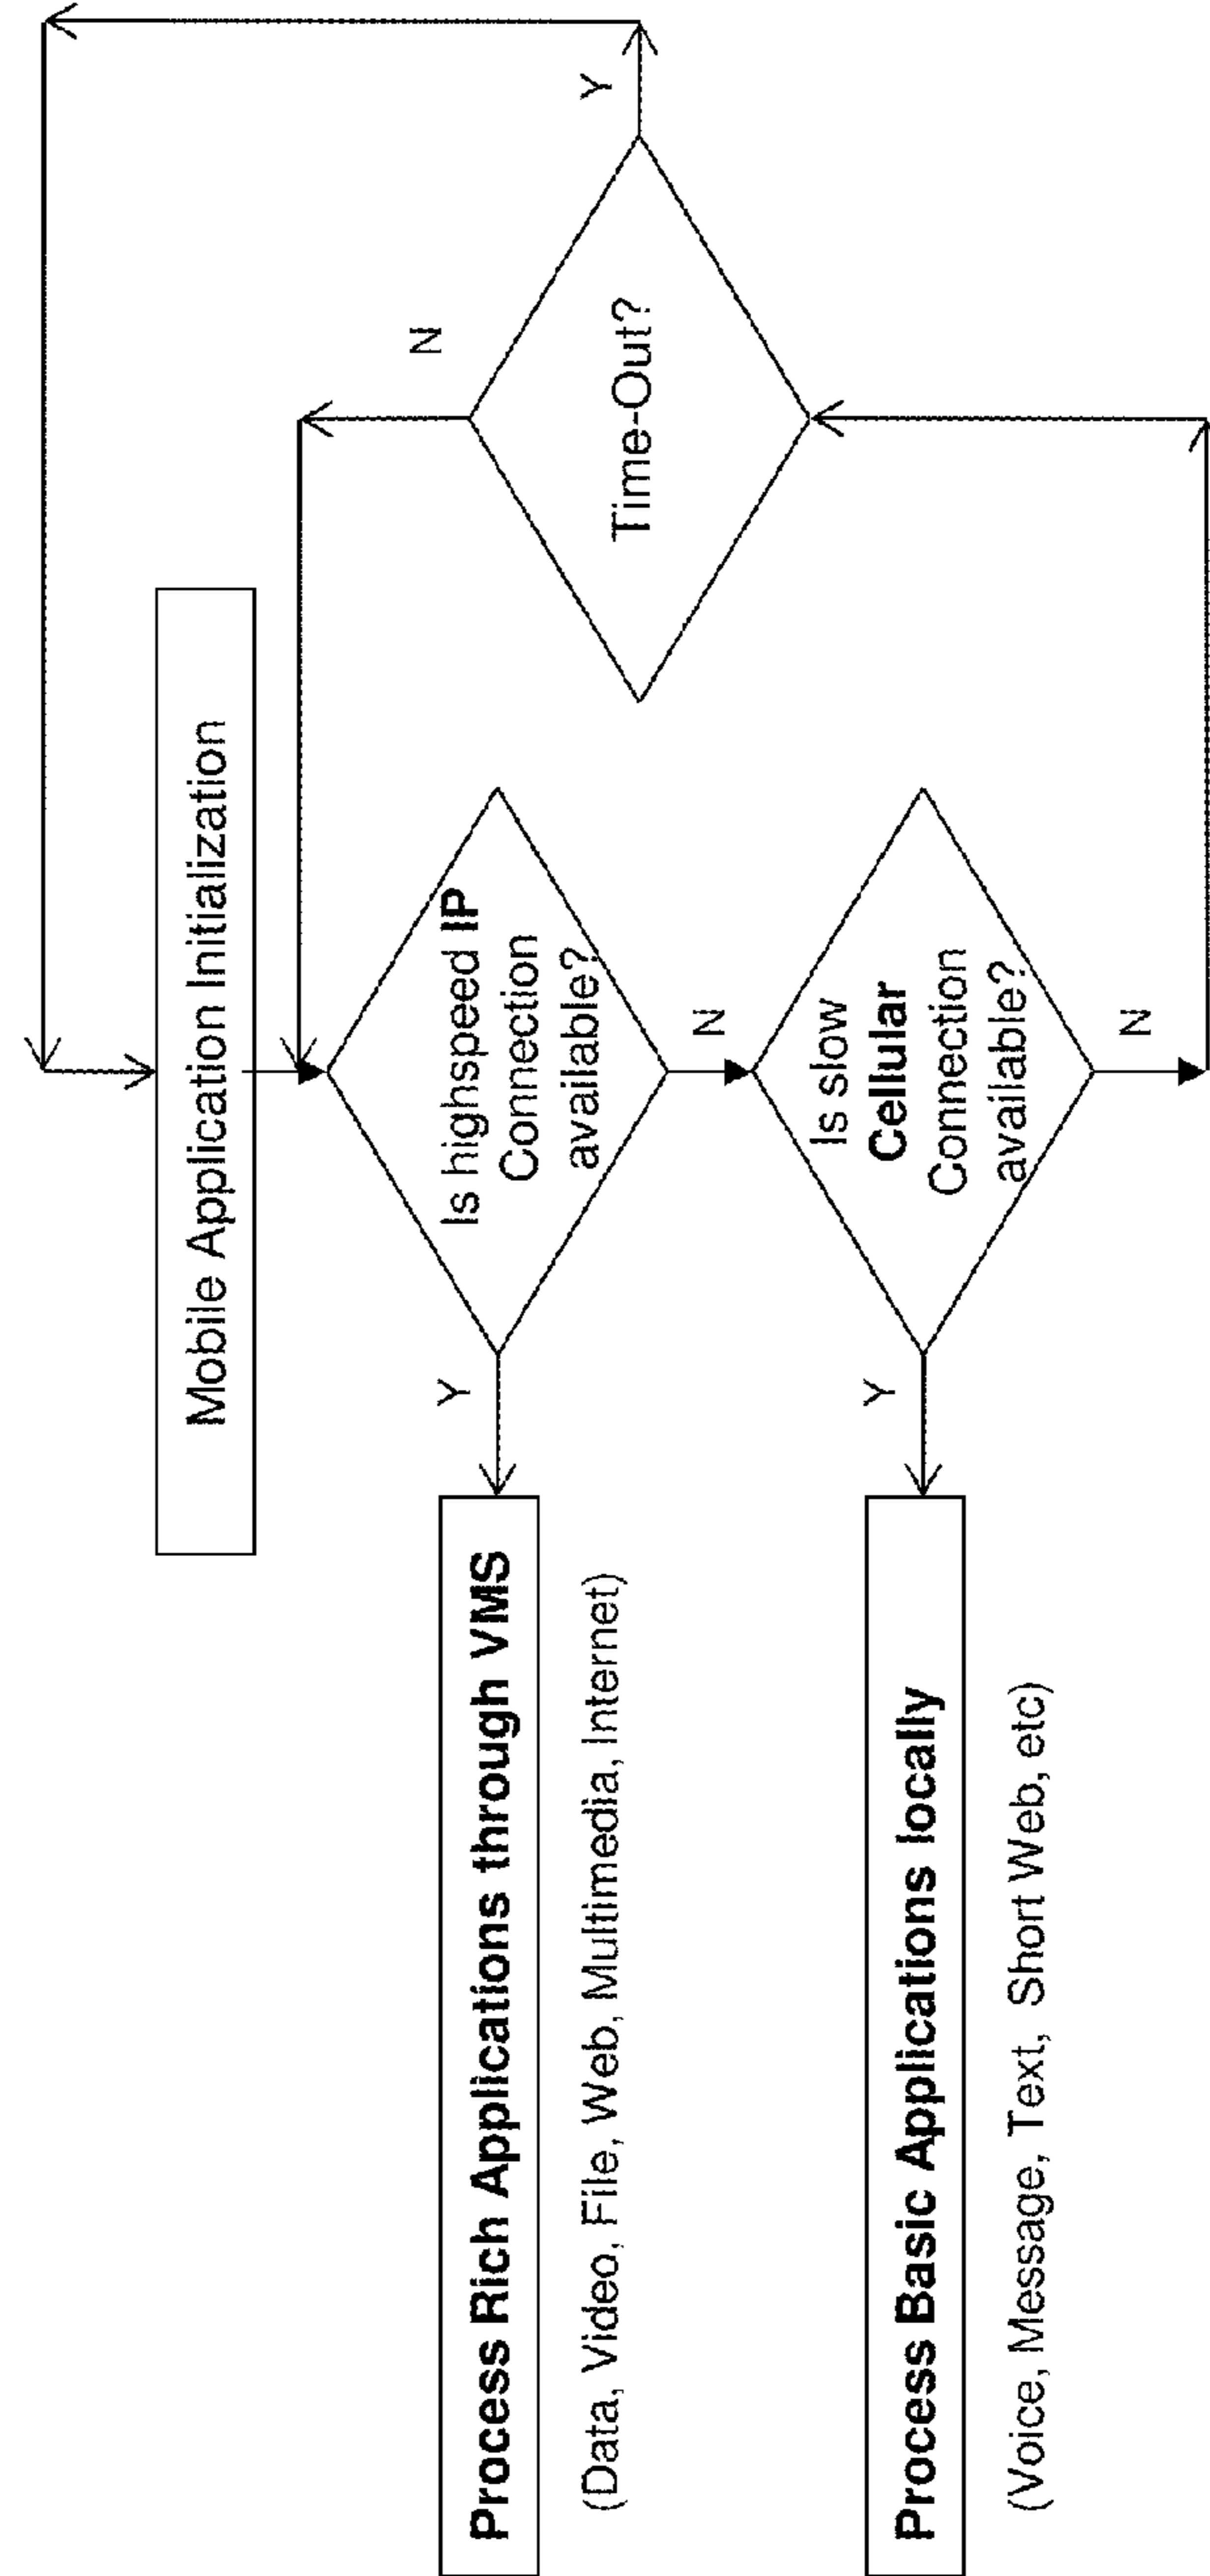 Mobile Application Initialization
Process Rich Applications through VMS
Y
Is highspeed IP
Connection
available?
N
(Data, Video, File, Web, Multimedia, Internet)
Time-Out?
Y
N
Process Basic Applications locally
Y
Is slow
Cellular
Connection
available?
N
(Voice, Message, Text, Short Web, etc)